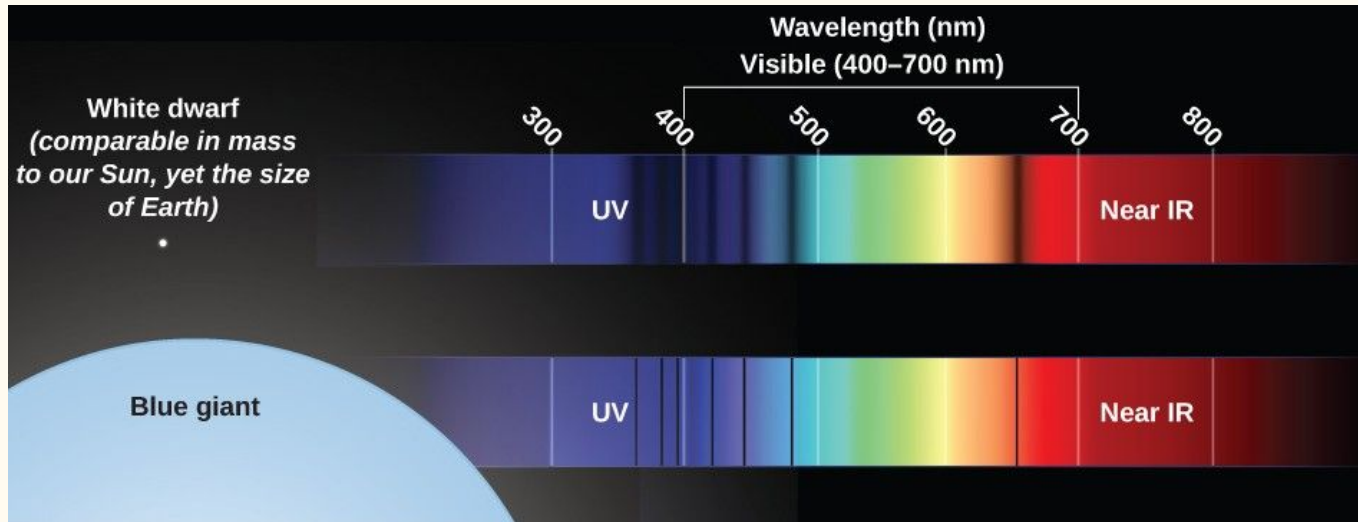 Wavelength (nm)
Visible (400–700 nm)
300 400 500 600 700 800
White dwarf
(comparable in mass
to our Sun, yet the size
of Earth)
UV Near IR
Blue giant
UV Near IR